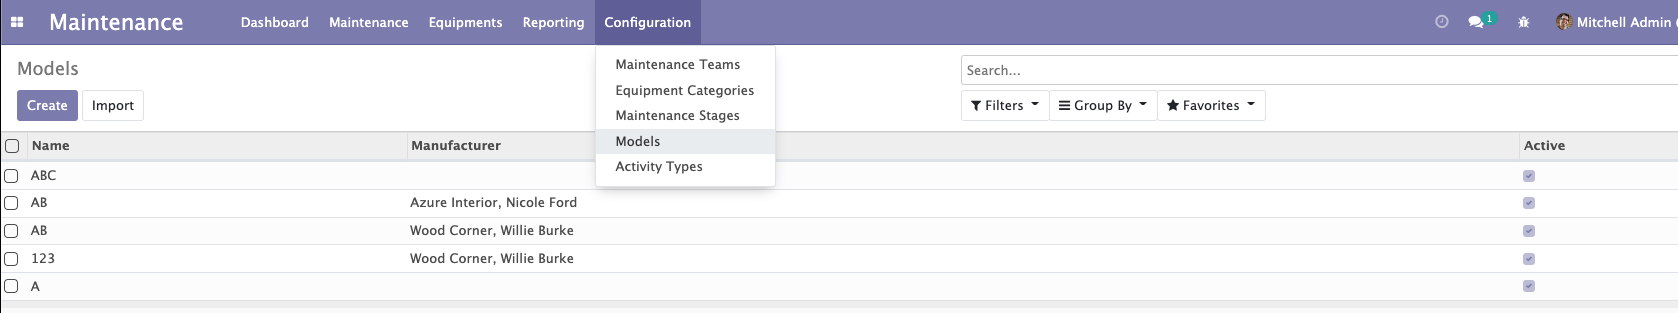 Maintenance Dashboard Maintenance Equipments Reporting Configuration 1 Mitchell Admin (
Models
Search...
Create Import
Filters Group By Favorites
Maintenance Teams
Equipment Categories
Maintenance Stages
Models
Activity Types
Name Manufacturer Active
ABC
AB Azure Interior, Nicole Ford
AB Wood Corner, Willie Burke
123 Wood Corner, Willie Burke
A